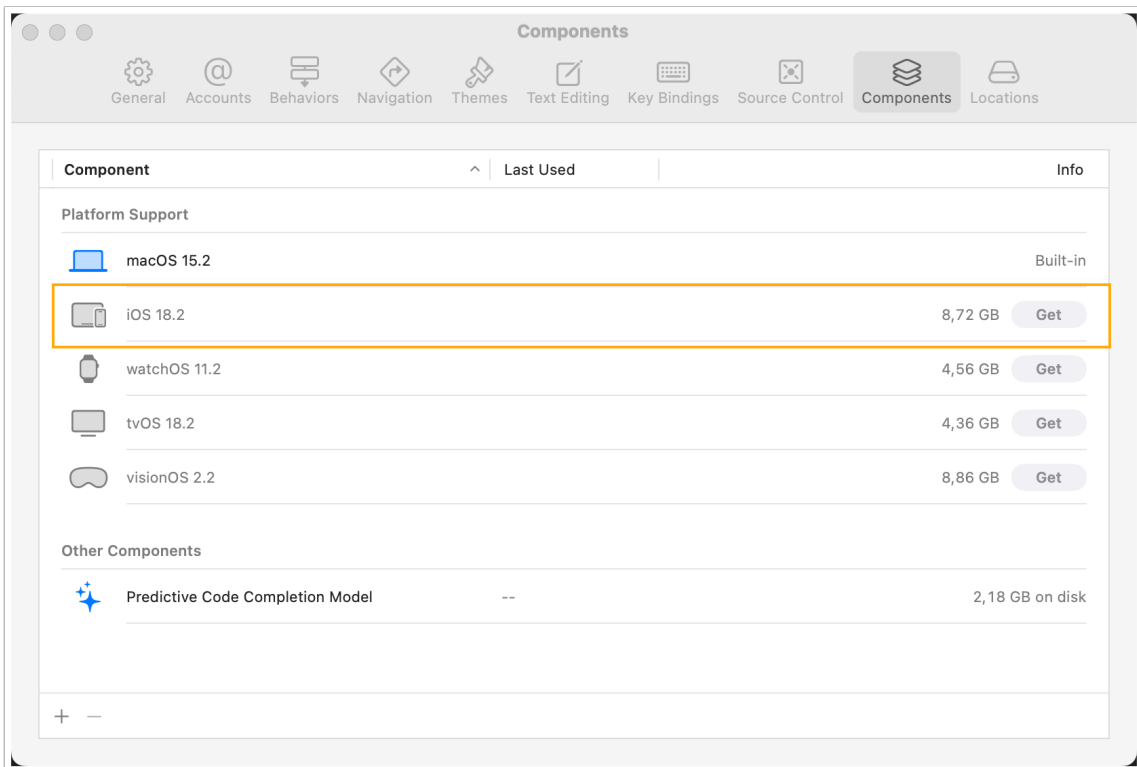 Components
General Accounts Behaviors Navigation Themes Text Editing Key Bindings Source Control Components Locations
Component Last Used Info
Platform Support
macOS 15.2 Built-in
iOS 18.2 8,72 GB Get
watchOS 11.2 4,56 GB Get
tvOS 18.2 4,36 GB Get
visionOS 2.2 8,86 GB Get
Other Components
Predictive Code Completion Model -- 2,18 GB on disk